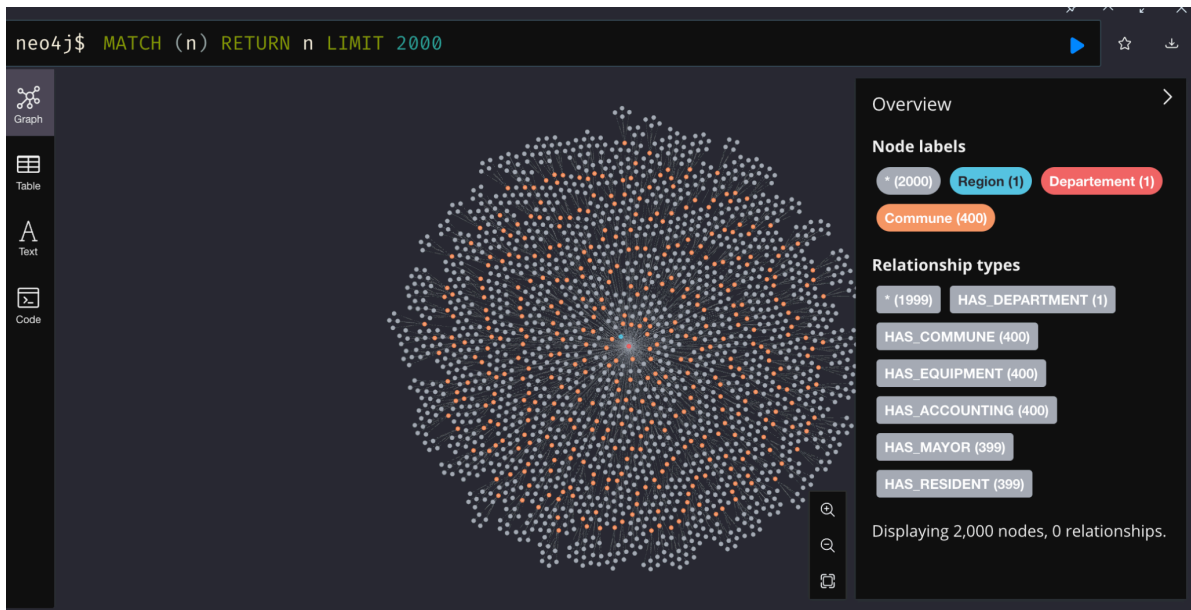 neo4j$ MATCH (n) RETURN n LIMIT 2000
Graph
Table
Text
Code
Overview
Node labels
* (2000) Region (1) Departement (1)
Commune (400)
Relationship types
* (1999) HAS_DEPARTMENT (1)
HAS_COMMUNE (400)
HAS_EQUIPMENT (400)
HAS_ACCOUNTING (400)
HAS_MAYOR (399)
HAS_RESIDENT (399)
Displaying 2,000 nodes, 0 relationships.